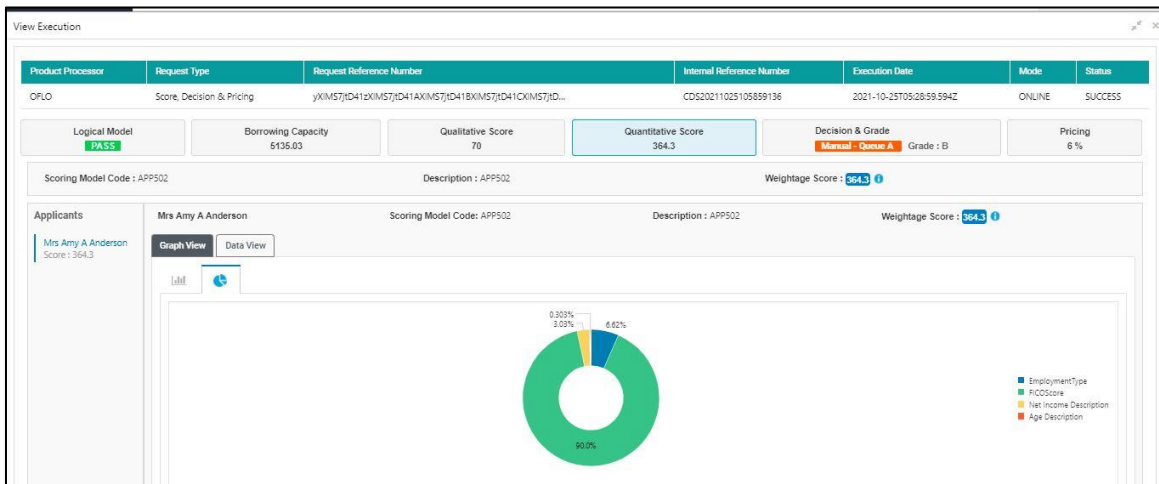 View Execution
Product Processor Request Type Request Reference Number Internal Reference Number Execution Date Mode Status
OFLO Score, Decision & Pricing yXIMS7jtD41zXIMS7jtD41AXIMS7jtD41BXIMS7jtD41CXIMS7jtD... CDS20211025105859136 2021-10-25T05:28:59.594Z ONLINE SUCCESS
Logical Model Borrowing Capacity Qualitative Score Quantitative Score Decision & Grade Pricing
PASS 5135.03 70 364.3 Manual - Queue A Grade : B 6 %
Scoring Model Code : APP502 Description : APP502 Weightage Score : 364.3
Applicants Mrs Amy A Anderson Scoring Model Code: APP502 Description : APP502 Weightage Score : 364.3
Mrs Amy A Anderson
Score : 364.3
Graph View Data View
0.303%
3.03% 6.62%
EmploymentType
FICOScore
Net Income Description
Age Description
90.0%